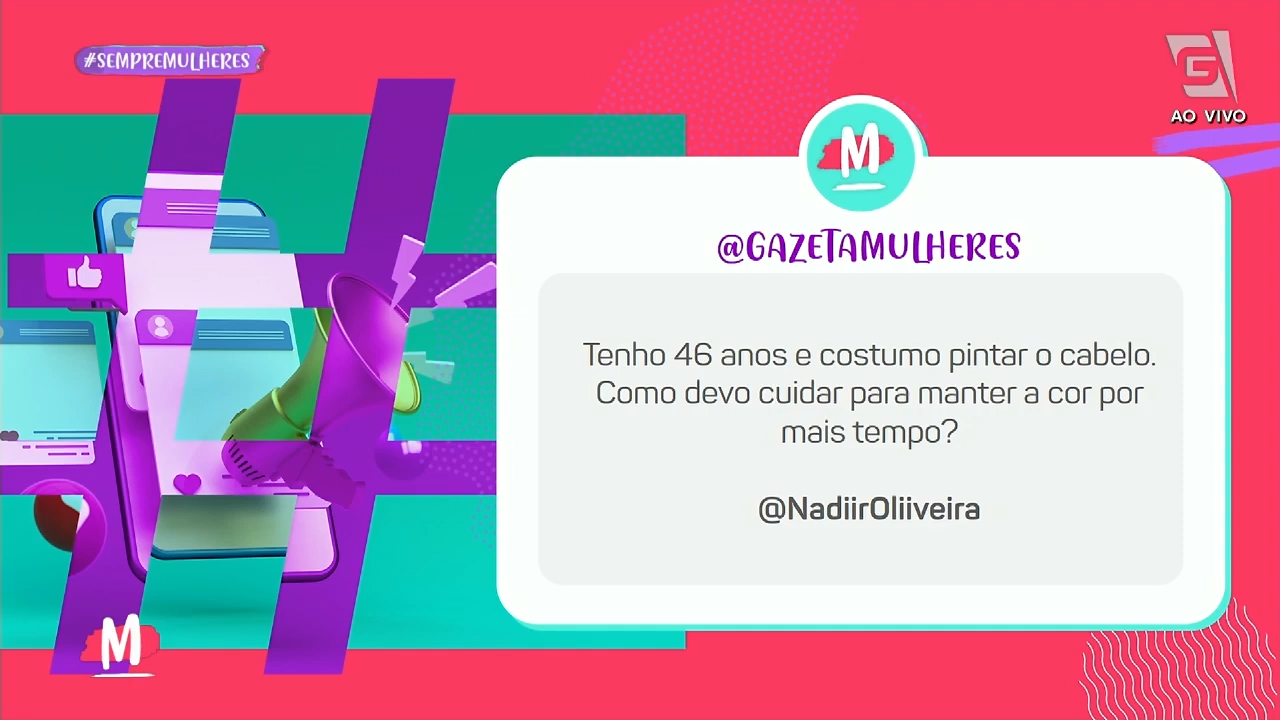 #SEMPREMULHERES
G
AO VIVO
M
@GAZETAMULHERES
Tenho 46 anos e costumo pintar o cabelo.
Como devo cuidar para manter a cor por
mais tempo?
@NadiirOliiveira
M